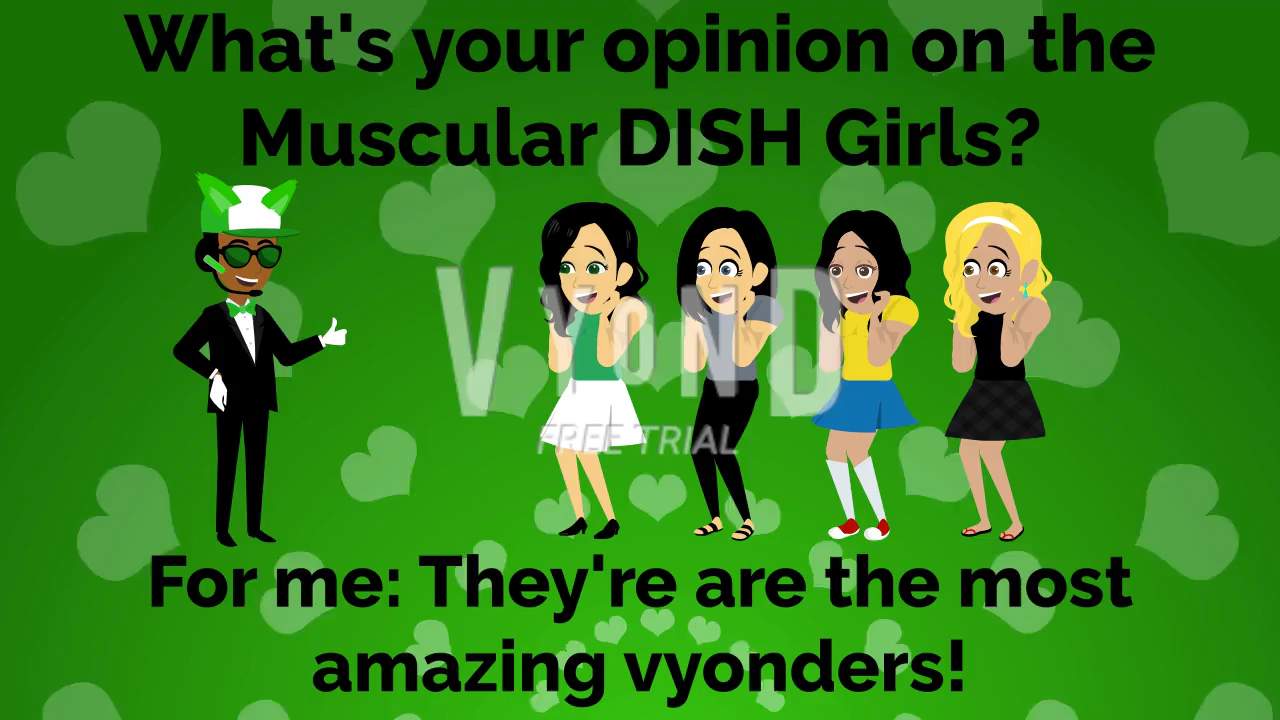 What's your opinion on the
Muscular DISH Girls?
VYOND
FREE TRIAL
For me: They're are the most
amazing vyonders!